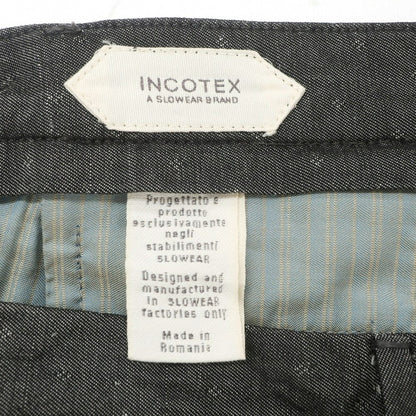 INCOTEX
A SLOWEAR BRAND
Progettato e
prodotto
esclusivamente
negli
stabilimenti
SLOWEAR
Designed and
manufactured
in SLOWEAR
factories only
Made in
Romania